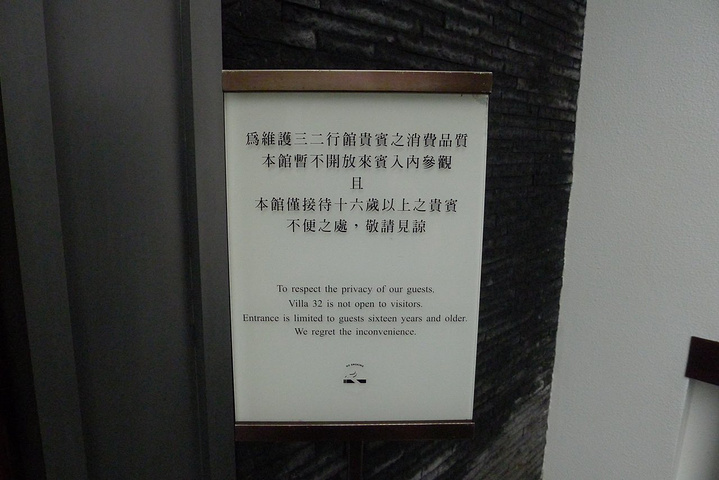 爲維護三二行館貴賓之消費品質
本館暫不開放來賓入內參觀
且
本館僅接待十六歲以上之貴賓
不便之處，敬請見諒
To respect the privacy of our guests.
Villa 32 is not open to visitors.
Entrance is limited to guests sixteen years and older.
We regret the inconvenience.